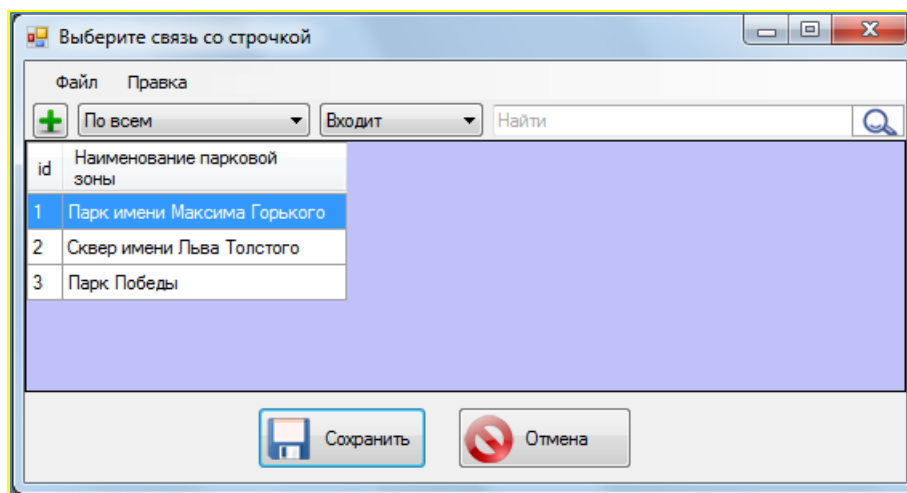 Выберите связь со строчкой
Файл Правка
По всем Входит Найти
id Наименование парковой
зоны
1 Парк имени Максима Горького
2 Сквер имени Льва Толстого
3 Парк Победы
Сохранить Отмена